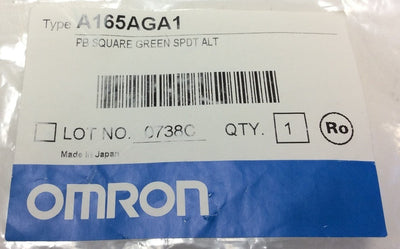 Type A165AGA1
PB SQUARE GREEN SPDT ALT
LOT NO. 0738C QTY. 1 Ro
Made in Japan
OMRON